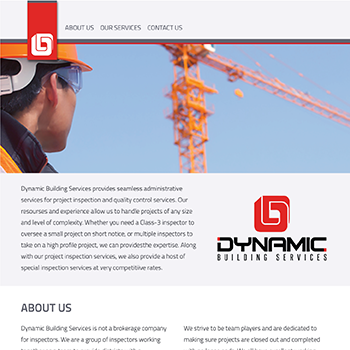 ABOUT US OUR SERVICES CONTACT US
Dynamic Building Services provides seamless administrative
services for project inspection and quality control services. Our
resourses and experience allow us to handle projects of any size
and level of complexity. Whether you need a Class-3 inspector to
oversee a small project on short notice, or multiple inspectors to
take on a high profile project, we can providesthe expertise. Along
with our project inspection services, we also provide a host of
special inspection services at very competitive rates.
DYNAMIC
BUILDING SERVICES
ABOUT US
Dynamic Building Services is not a brokerage company
for inspectors. We are a group of inspectors working
We strive to be team players and are dedicated to
making sure projects are closed out and completed